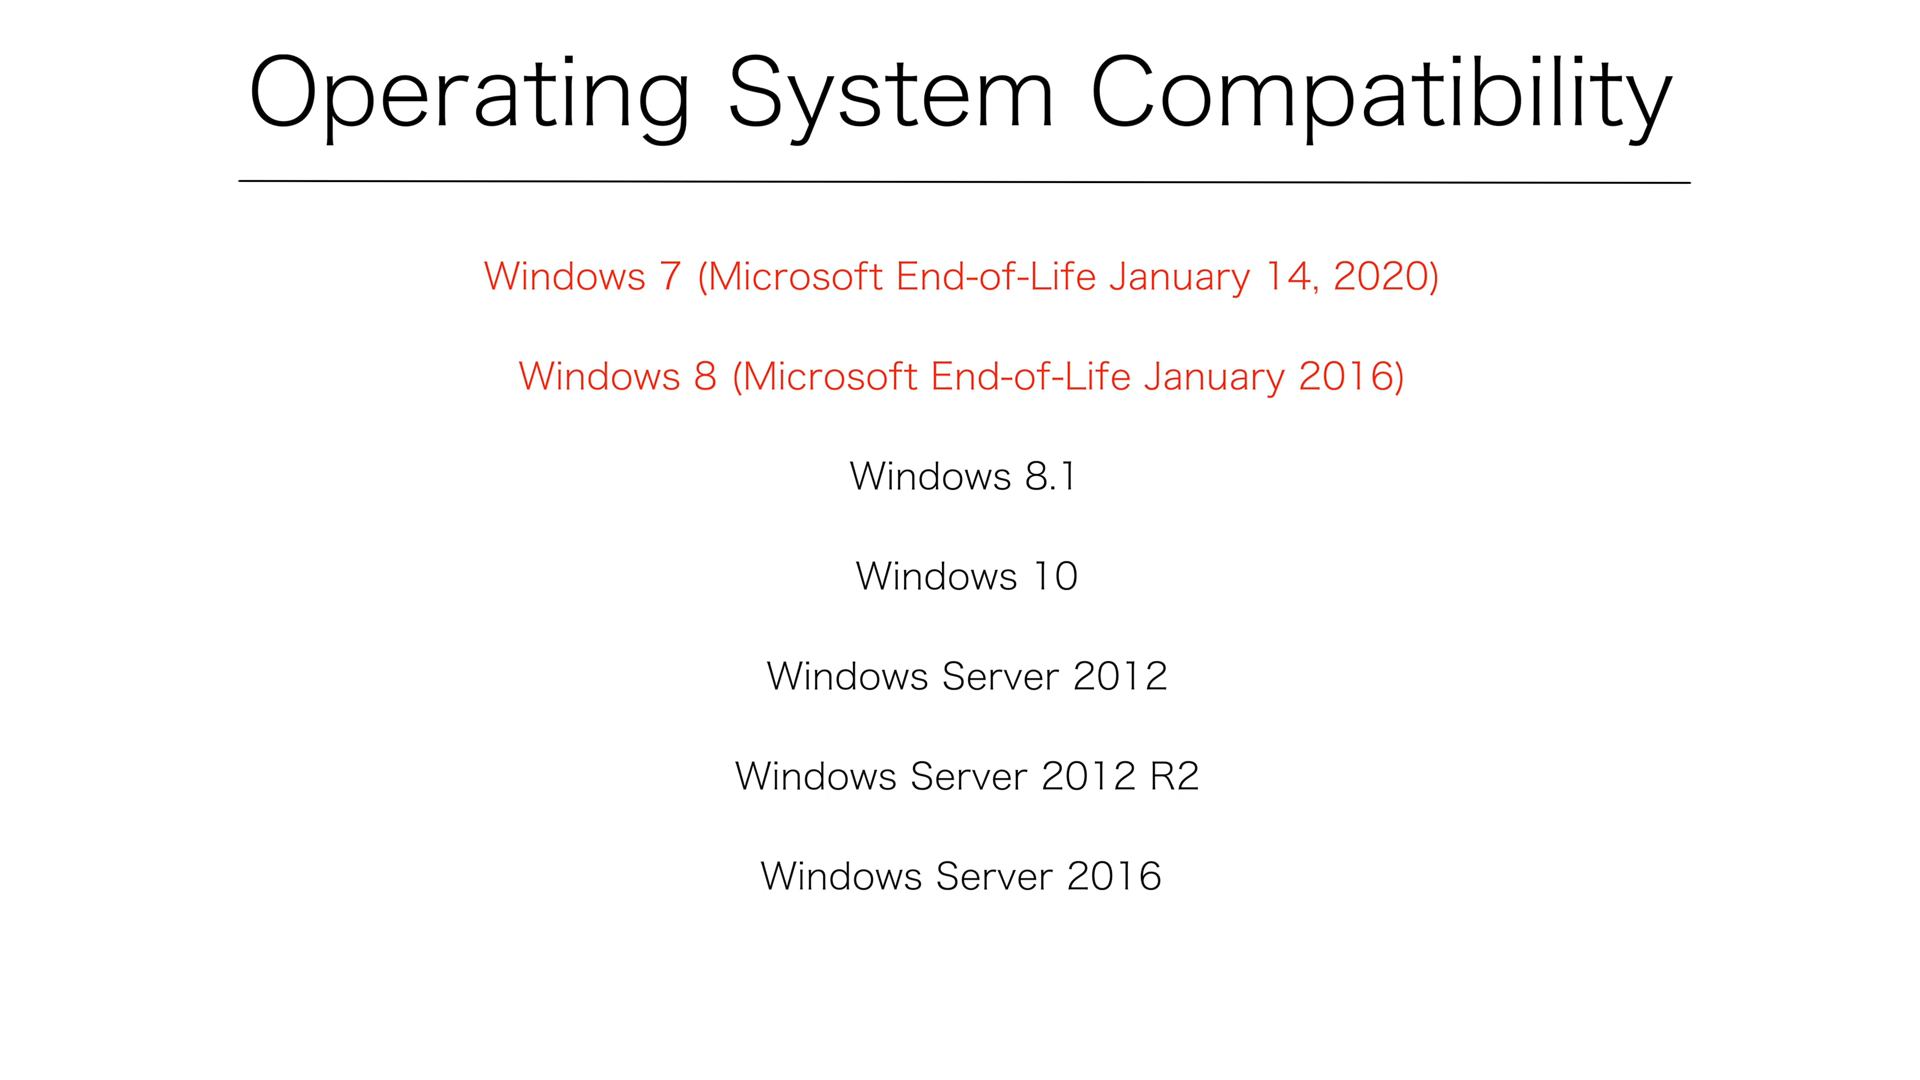 Operating System Compatibility
Windows 7 (Microsoft End-of-Life January 14, 2020)
Windows 8 (Microsoft End-of-Life January 2016)
Windows 8.1
Windows 10
Windows Server 2012
Windows Server 2012 R2
Windows Server 2016